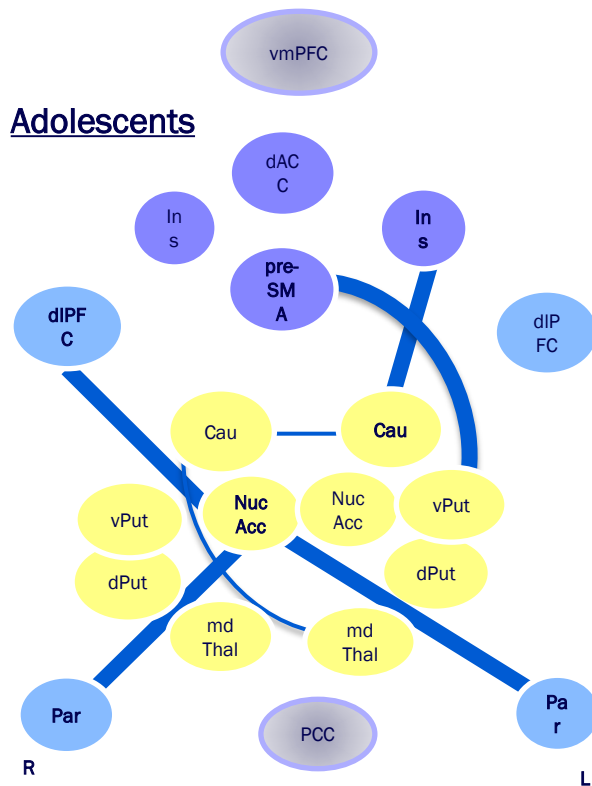 vmPFC
Adolescents
dAC
C
In
s
In
s
pre-
SM
A
dlPF
C
dlP
FC
Cau
Cau
Nuc
Acc
Nuc
Acc
vPut
vPut
dPut
dPut
md
Thal
md
Thal
Par
Pa
r
PCC
R
L